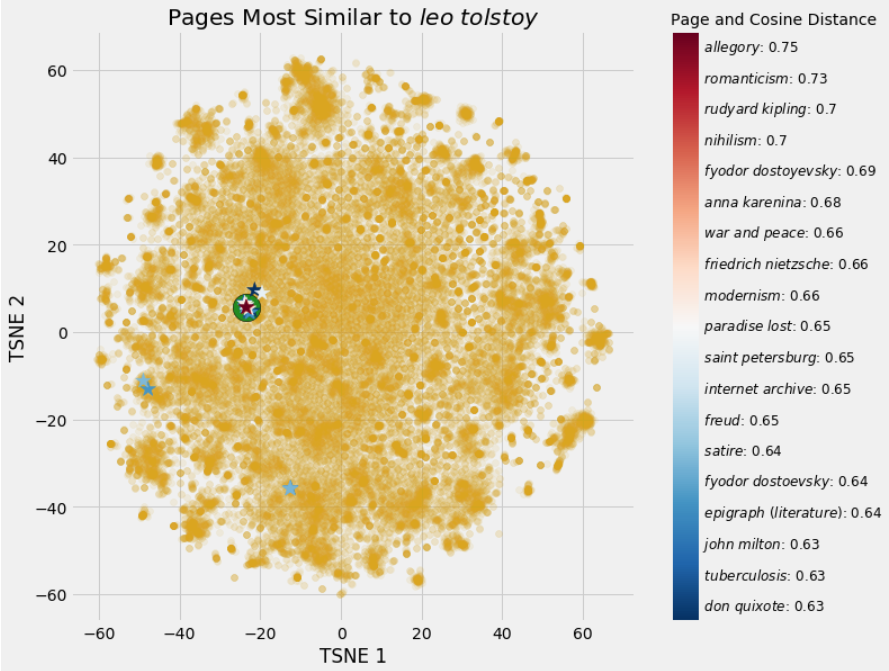 Pages Most Similar to leo tolstoy
Page and Cosine Distance
allegory: 0.75
romanticism: 0.73
rudyard kipling: 0.7
nihilism: 0.7
fyodor dostoyevsky: 0.69
anna karenina: 0.68
war and peace: 0.66
friedrich nietzsche: 0.66
modernism: 0.66
paradise lost: 0.65
saint petersburg: 0.65
internet archive: 0.65
freud: 0.65
satire: 0.64
fyodor dostoevsky: 0.64
epigraph (literature): 0.64
john milton: 0.63
tuberculosis: 0.63
don quixote: 0.63
TSNE 2
60
40
20
0
−20
−40
−60
−60 −40 −20 0 20 40 60
TSNE 1